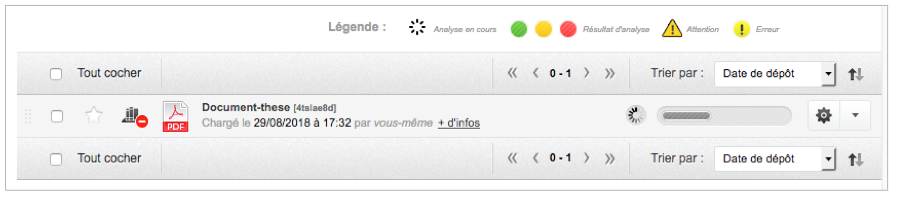 Légende : Analyse en cours Résultat d'analyse Attention Erreur
Tout cocher 0 - 1 Trier par : Date de dépôt
Document-these [4tslae8d]
PDF
Chargé le 29/08/2018 à 17:32 par vous-même + d'infos
Tout cocher 0 - 1 Trier par : Date de dépôt